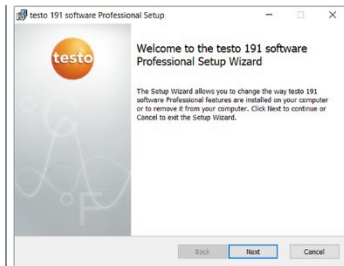 testo 191 software Professional Setup
testo
Welcome to the testo 191 software
Professional Setup Wizard
The Setup Wizard allows you to change the way testo 191
software Professional features are installed on your computer
or to remove it from your computer. Click Next to continue or
Cancel to exit the Setup Wizard.
°F
Back
Next
Cancel